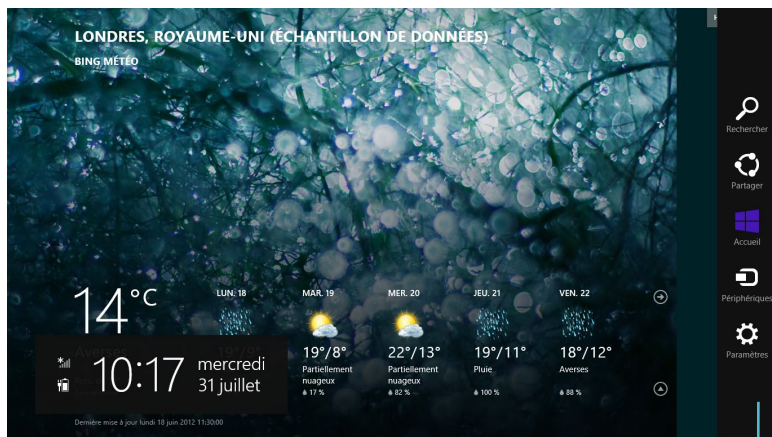 LONDRES, ROYAUME-UNI (ÉCHANTILLON DE DONNÉES)
BING MÉTÉO
Rechercher
Partager
Accueil
Périphériques
Paramètres
14°C
Averses
LUN. 18
19°/9°
MAR. 19
19°/8°
Partiellement
nuageux
17 %
MER. 20
22°/13°
Partiellement
nuageux
82 %
JEU. 21
19°/11°
Pluie
100 %
VEN. 22
18°/12°
Averses
88 %
10:17
mercredi
31 juillet
Dernière mise à jour lundi 18 juin 2012 11:30:00